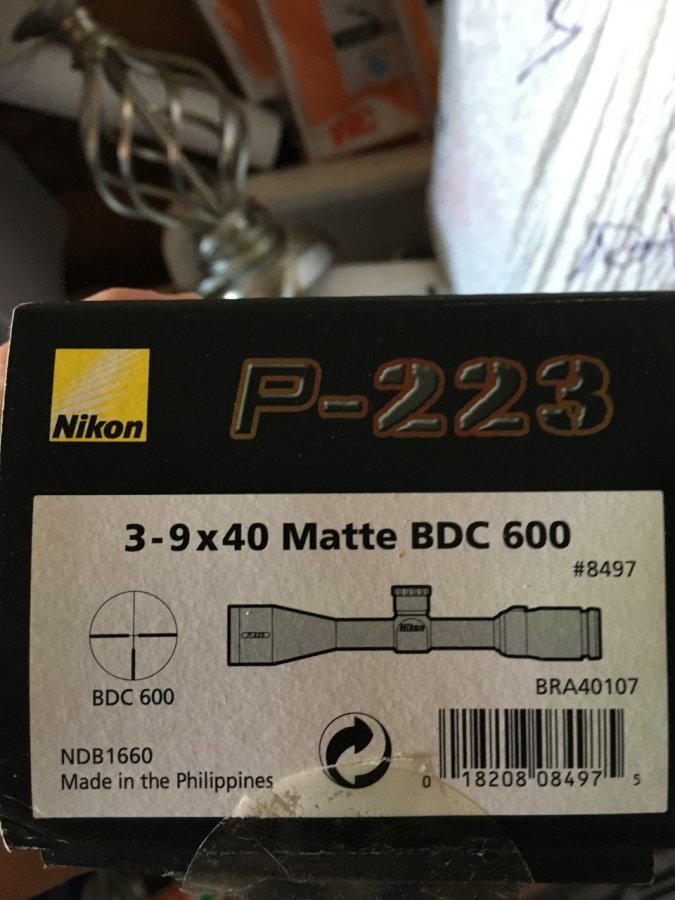 Nikon
P-223
3-9x40 Matte BDC 600
#8497
Nikon
BDC 600
BRA40107
NDB1660
Made in the Philippines
0 18208 08497 5